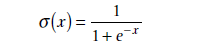 σ(x) = 1 / (1 + e^{-x})